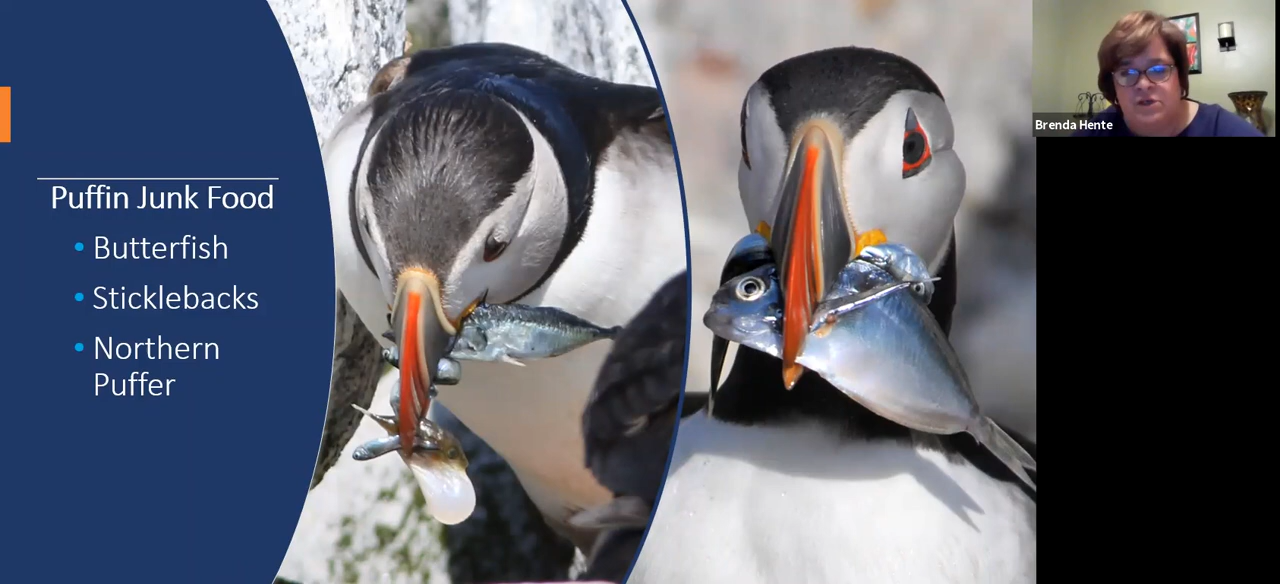 Puffin Junk Food
• Butterfish
• Sticklebacks
• Northern
Puffer
Brenda Hente